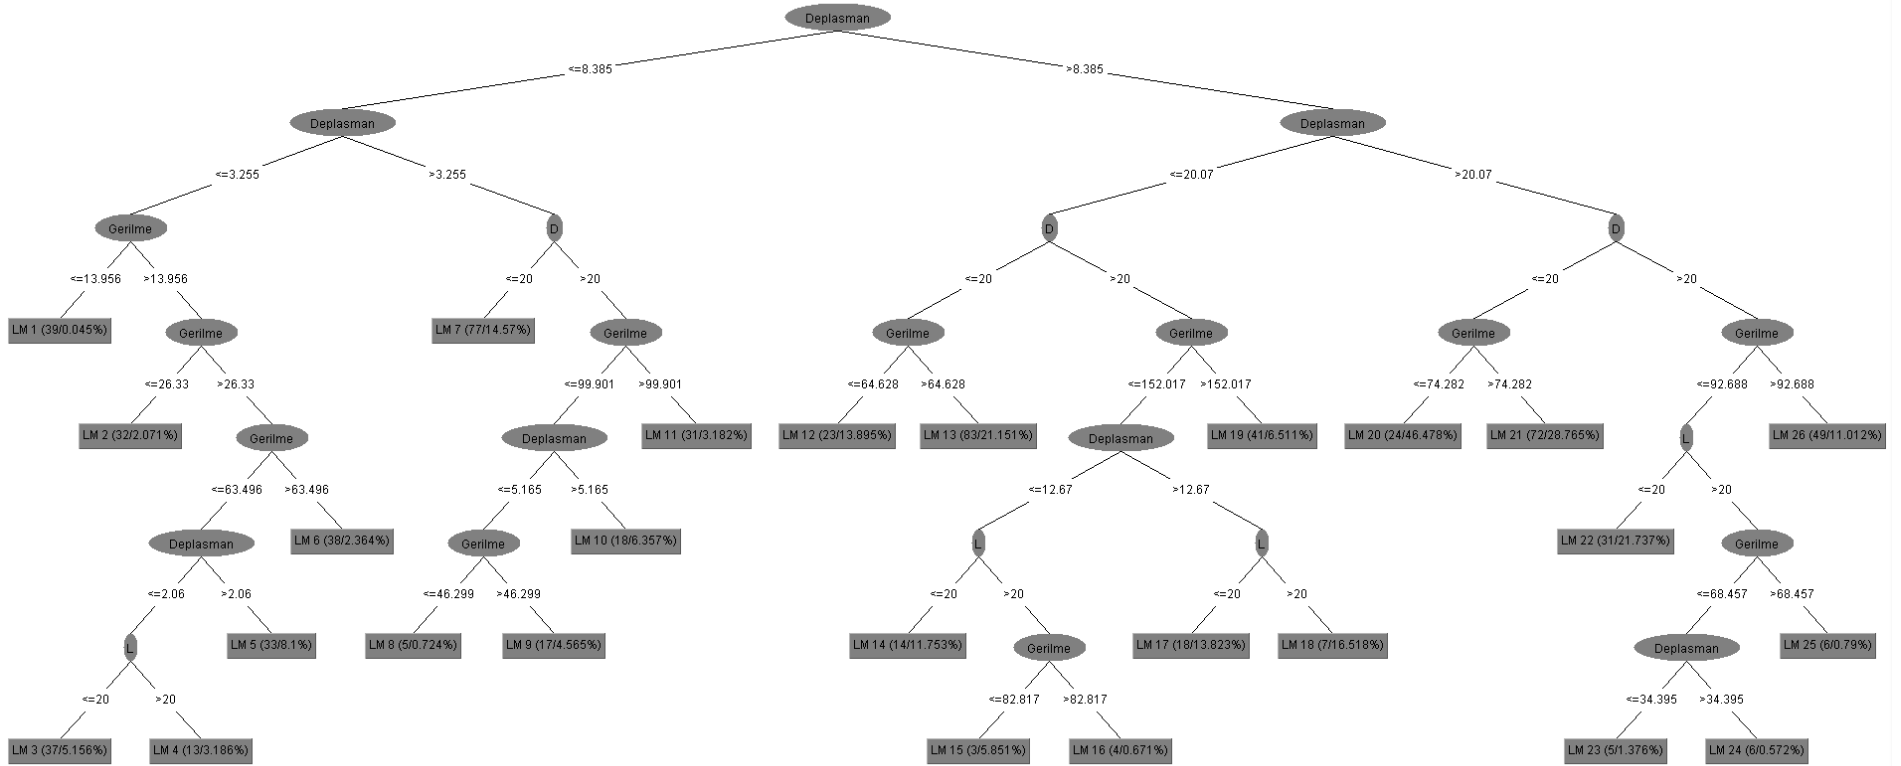 Deplasman
<=8.385 >8.385
Deplasman Deplasman
<=3.255 >3.255 <=20.07 >20.07
Gerilme D D D
<=13.956 >13.956 <=20 >20 <=20 >20 <=20 >20
LM 1 (39/0.045%) Gerilme LM 7 (77/14.57%) Gerilme Gerilme Gerilme Gerilme Gerilme
<=26.33 >26.33 <=99.901 >99.901 <=64.628 >64.628 <=152.017 >152.017 <=74.282 >74.282 <=92.688 >92.688
LM 2 (32/2.071%) Gerilme Deplasman LM 11 (31/3.182%) LM 12 (23/13.895%) LM 13 (83/21.151%) Deplasman LM 19 (41/6.511%) LM 20 (24/46.478%) LM 21 (72/28.765%) L LM 26 (49/11.012%)
<=63.496 >63.496 <=5.165 >5.165 <=12.67 >12.67 <=20 >20
Deplasman LM 6 (38/2.364%) Gerilme LM 10 (18/6.357%) L L LM 22 (31/21.737%) Gerilme
<=2.06 >2.06 <=46.299 >46.299 <=20 >20 <=20 >20 <=68.457 >68.457
L LM 5 (33/8.1%) LM 8 (5/0.724%) LM 9 (17/4.565%) LM 14 (14/11.753%) Gerilme LM 17 (18/13.823%) LM 18 (7/16.518%) Deplasman LM 25 (6/0.79%)
<=20 >20 <=82.817 >82.817 <=34.395 >34.395
LM 3 (37/5.156%) LM 4 (13/3.186%) LM 15 (3/5.851%) LM 16 (4/0.671%) LM 23 (5/1.376%) LM 24 (6/0.572%)